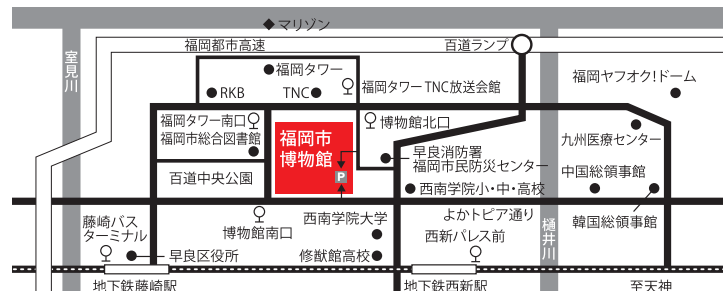 マリゾン
福岡都市高速
百道ランプ
室見川
福岡タワー
RKB
TNC
福岡タワーTNC放送会館
福岡ヤフオク!ドーム
福岡タワー南口
福岡市総合図書館
福岡市
博物館
P
博物館北口
九州医療センター
早良消防署
福岡市民防災センター
百道中央公園
西南学院小・中・高校
中国総領事館
藤崎バス
ターミナル
博物館南口
西南学院大学
よかトピア通り
韓国総領事館
樋井川
早良区役所
修猷館高校
西新パレス前
地下鉄藤崎駅
地下鉄西新駅
至天神